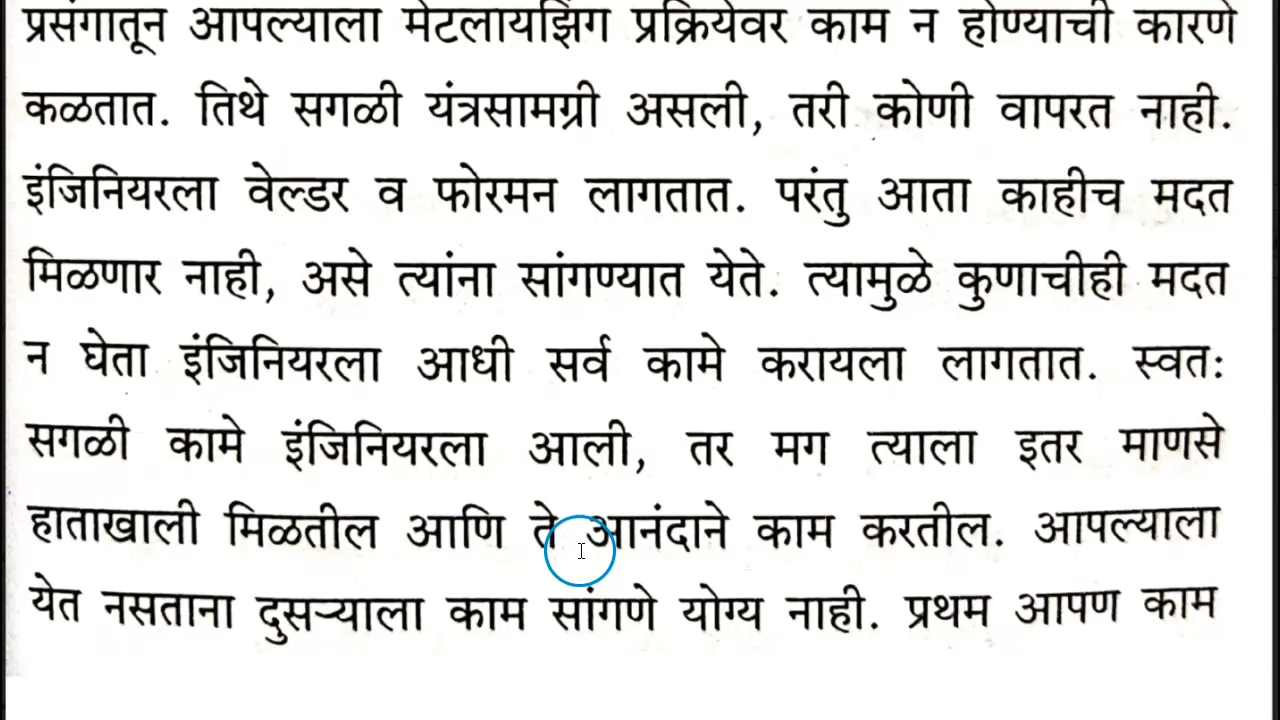 प्रसंगातून आपल्याला मेटलायझिंग प्रक्रियेवर काम न होण्याची कारणे
कळतात. तिथे सगळी यंत्रसामग्री असली, तरी कोणी वापरत नाही.
इंजिनियरला वेल्डर व फोरमन लागतात. परंतु आता काहीच मदत
मिळणार नाही, असे त्यांना सांगण्यात येते. त्यामुळे कुणाचीही मदत
न घेता इंजिनियरला आधी सर्व कामे करायला लागतात. स्वतः
सगळी कामे इंजिनियरला आली, तर मग त्याला इतर माणसे
हाताखाली मिळतील आणि ते आनंदाने काम करतील. आपल्याला
येत नसताना दुसऱ्याला काम सांगणे योग्य नाही. प्रथम आपण काम